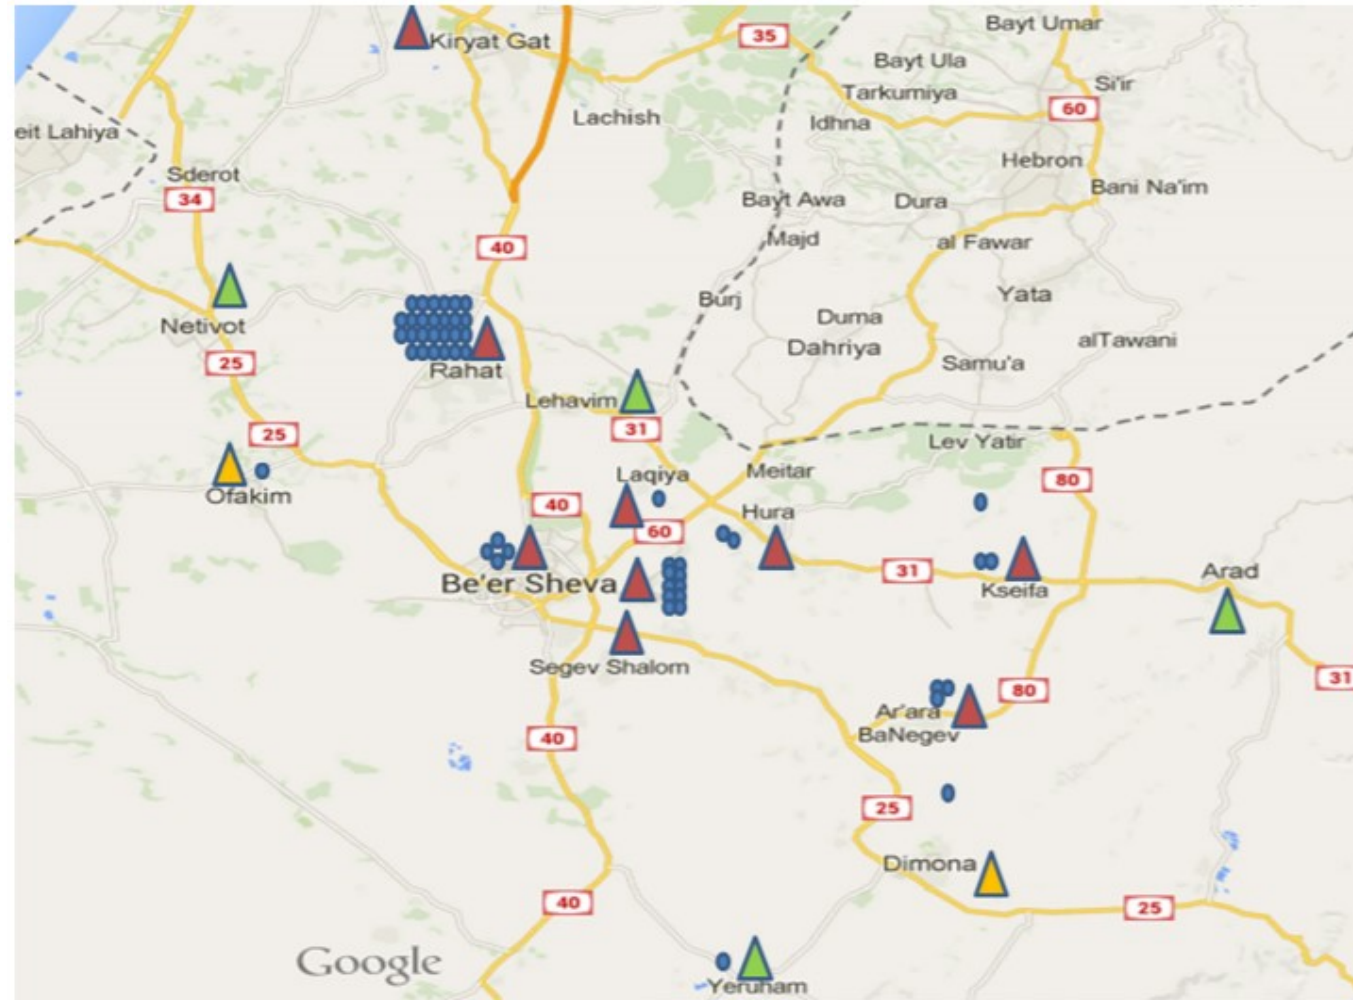 Bayt Umar
35
Kiryat Gat
Bayt Ula
Si'ir
Tarkumiya
60
Lachish
Idhna
eit Lahiya
Hebron
Sderot
Bani Na'im
34
Bayt Awa
Dura
Majd
al Fawar
40
Yata
Burj
Duma
Netivot
alTawani
Dahriya
25
Samu'a
Rahat
Lehavim
31
25
Lev Yatir
Meitar
Laqiya
80
Ofakim
40
Hura
60
31
Arad
Be'er Sheva
Kseifa
Segev Shalom
31
80
Ar'ara
BaNegev
40
25
Dimona
40
25
Google
Yeruham